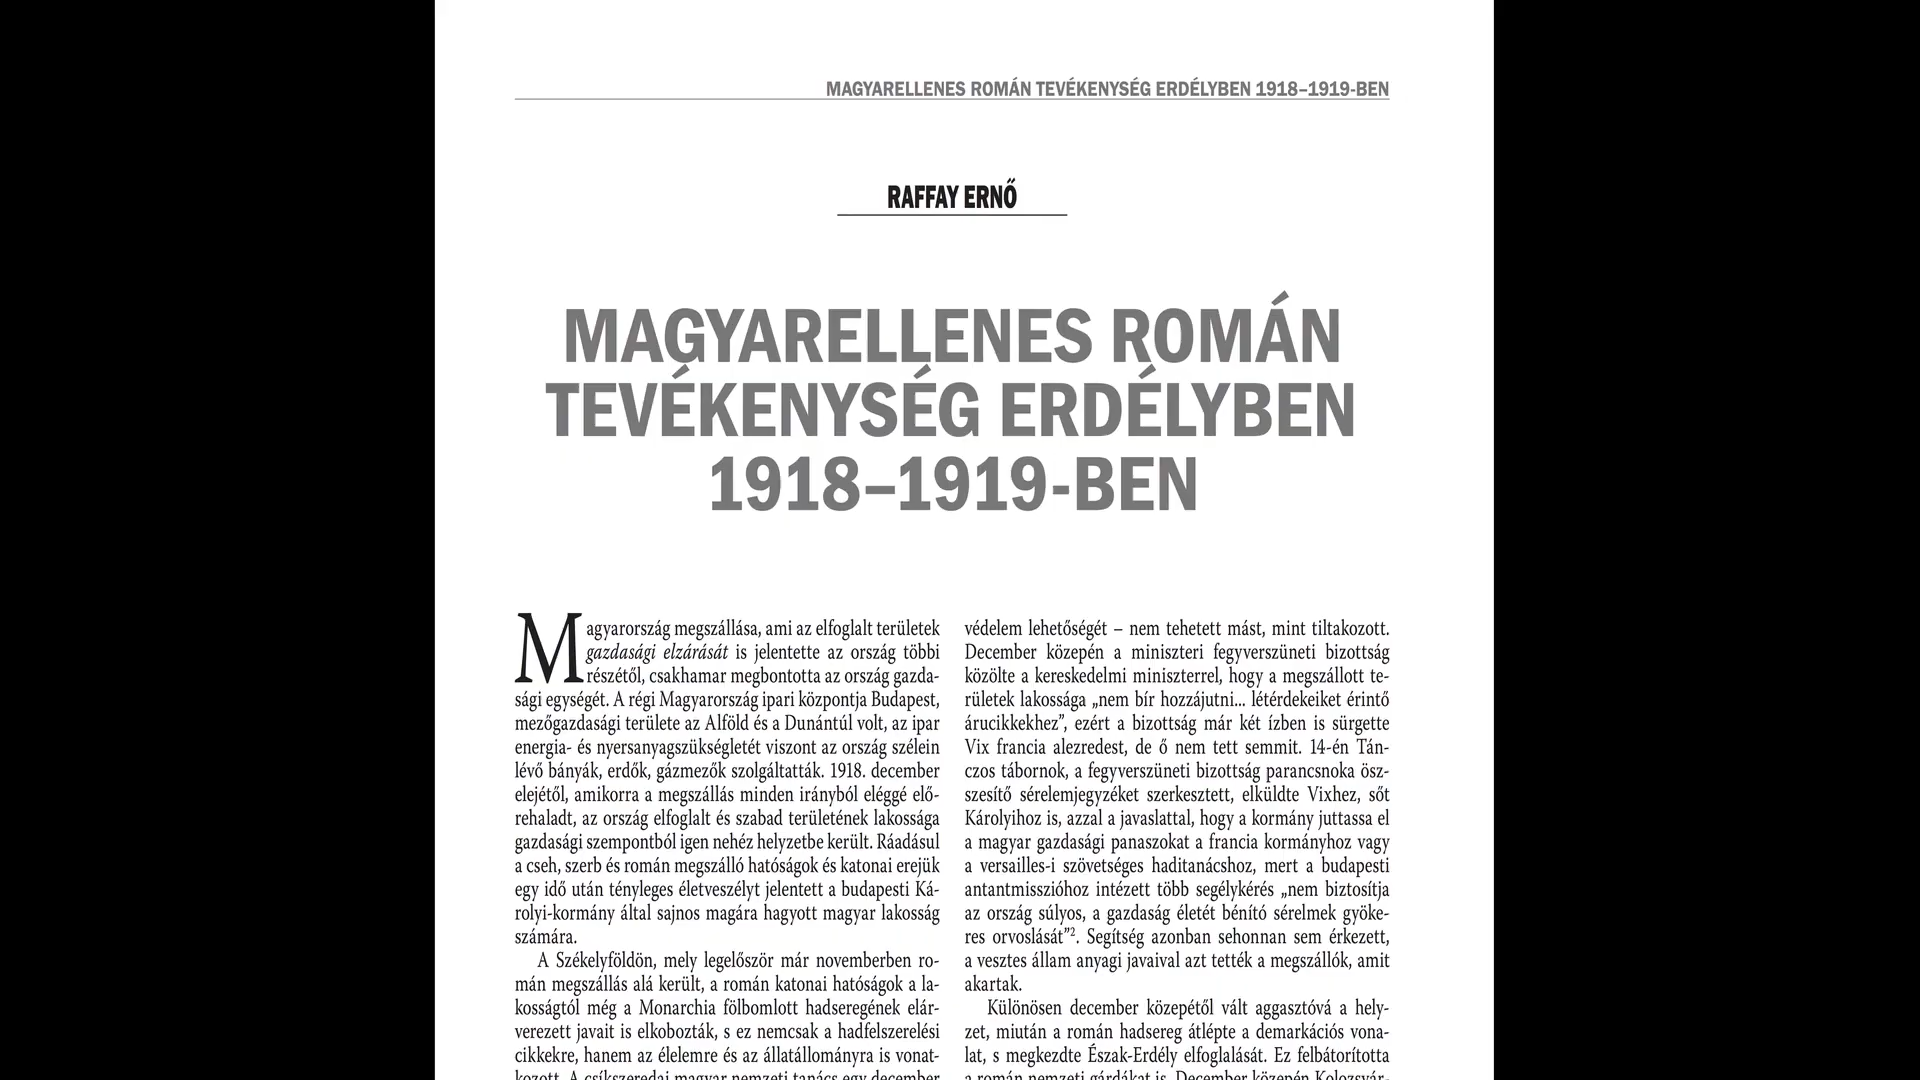 MAGYARELLENES ROMÁN TEVÉKENYSÉG ERDÉLYBEN 1918–1919-BEN
RAFFAY ERNŐ
MAGYARELLENES ROMÁN
TEVÉKENYSÉG ERDÉLYBEN
1918–1919-BEN
Magyarország megszállása, ami az elfoglalt területek
gazdasági elzárását is jelentette az ország többi
részétől, csakhamar megbontotta az ország gazda-
sági egységét. A régi Magyarország ipari központja Budapest,
mezőgazdasági területe az Alföld és a Dunántúl volt, az ipar
energia- és nyersanyagszükségletét viszont az ország szélein
lévő bányák, erdők, gázmezők szolgáltatták. 1918. december
elejétől, amikorra a megszállás minden irányból eléggé elő-
rehaladt, az ország elfoglalt és szabad területének lakossága
gazdasági szempontból igen nehéz helyzetbe került. Ráadásul
a cseh, szerb és román megszálló hatóságok és katonai erejük
egy idő után tényleges életveszélyt jelentett a budapesti Ká-
rolyi-kormány által sajnos magára hagyott magyar lakosság
számára.
A Székelyföldön, mely legelőször már novemberben ro-
mán megszállás alá került, a román katonai hatóságok a la-
kosságtól még a Monarchia fölbomlott hadseregének elár-
verezett javait is elkobozták, s ez nemcsak a hadfelszerelési
cikkekre, hanem az élelemre és az állatállományra is vonat-
kozott. A csíkszeredai magyar nemzeti tanács egy december
védelem lehetőségét – nem tehetett mást, mint tiltakozott.
December közepén a miniszteri fegyverszüneti bizottság
közölte a kereskedelmi miniszterrel, hogy a megszállott te-
rületek lakossága „nem bír hozzájutni... létérdekeiket érintő
árucikkekhez”, ezért a bizottság már két ízben is sürgette
Vix francia alezredest, de ő nem tett semmit. 14-én Tán-
czos tábornok, a fegyverszüneti bizottság parancsnoka ösz-
szesítő sérelemjegyzéket szerkesztett, elküldte Vixhez, sőt
Károlyihoz is, azzal a javaslattal, hogy a kormány juttassa el
a magyar gazdasági panaszokat a francia kormányhoz vagy
a versailles-i szövetséges haditanácshoz, mert a budapesti
antantmisszióhoz intézett több segélykérés „nem biztosítja
az ország súlyos, a gazdaság életét bénító sérelmek gyöke-
res orvoslását”². Segítség azonban sehonnan sem érkezett,
a vesztes állam anyagi javaival azt tették a megszállók, amit
akartak.
Különösen december közepétől vált aggasztóvá a hely-
zet, miután a román hadsereg átlépte a demarkációs vona-
lat, s megkezdte Észak-Erdély elfoglalását. Ez felbátorította
a román nemzeti gárdákat is. December közepén Kolozsvár-